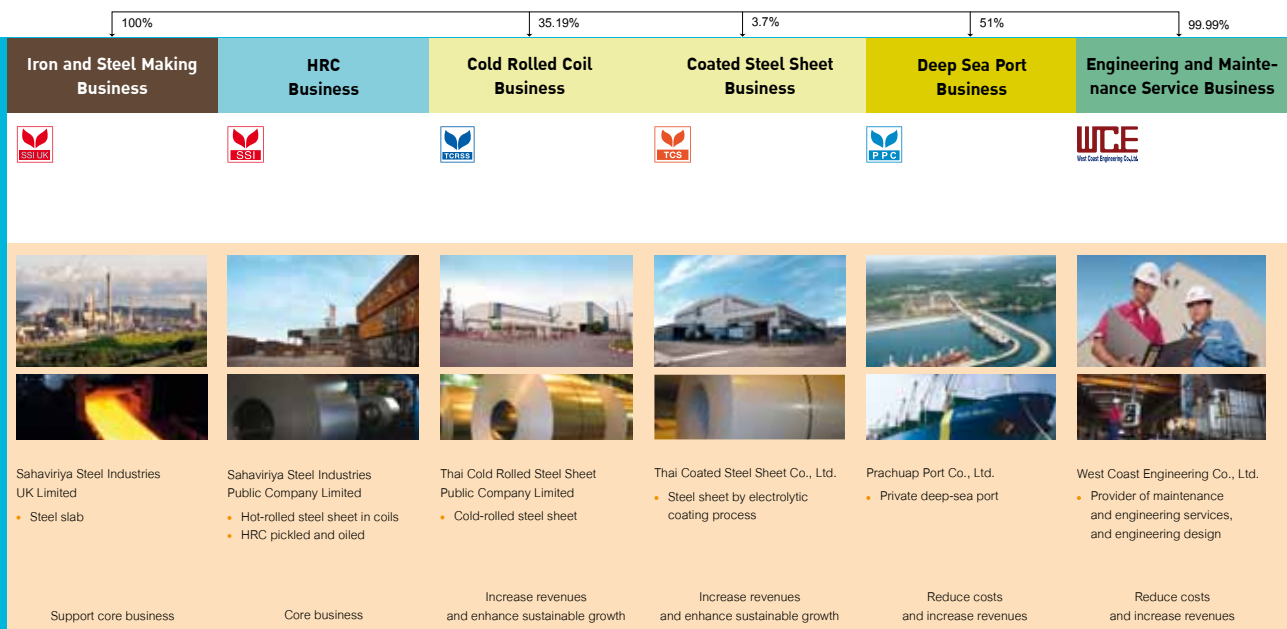 100%
35.19%
3.7%
51%
99.99%
Iron and Steel Making
Business
HRC
Business
Cold Rolled Coil
Business
Coated Steel Sheet
Business
Deep Sea Port
Business
Engineering and Mainte-
nance Service Business
SSI UK
SSI
TCRSS
TCS
PPC
WCE
West Coast Engineering Co.,Ltd.
Sahaviriya Steel Industries
UK Limited
• Steel slab
Support core business
Sahaviriya Steel Industries
Public Company Limited
• Hot-rolled steel sheet in coils
• HRC pickled and oiled
Core business
Thai Cold Rolled Steel Sheet
Public Company Limited
• Cold-rolled steel sheet
Increase revenues
and enhance sustainable growth
Thai Coated Steel Sheet Co., Ltd.
• Steel sheet by electrolytic
coating process
Increase revenues
and enhance sustainable growth
Prachuap Port Co., Ltd.
• Private deep-sea port
Reduce costs
and increase revenues
West Coast Engineering Co., Ltd.
• Provider of maintenance
and engineering services,
and engineering design
Reduce costs
and increase revenues